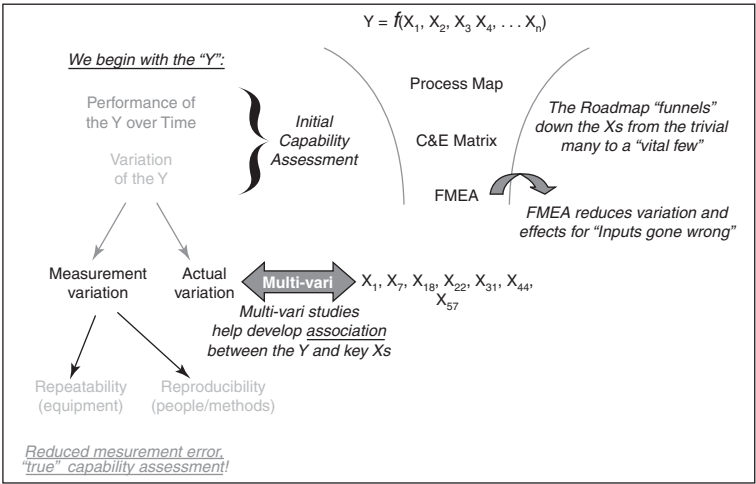 Y = f(X1, X2, X3 X4, . . . Xn)
We begin with the “Y”:
Performance of
the Y over Time
Variation
of the Y
Initial
Capability
Assessment
Process Map
C&E Matrix
FMEA
The Roadmap “funnels”
down the Xs from the trivial
many to a “vital few”
FMEA reduces variation and
effects for “Inputs gone wrong”
Measurement
variation
Actual
variation
Multi-vari
X1, X7, X18, X22, X31, X44,
X57
Multi-vari studies
help develop association
between the Y and key Xs
Repeatability
(equipment)
Reproducibility
(people/methods)
Reduced mesurement error,
“true” capability assessment!